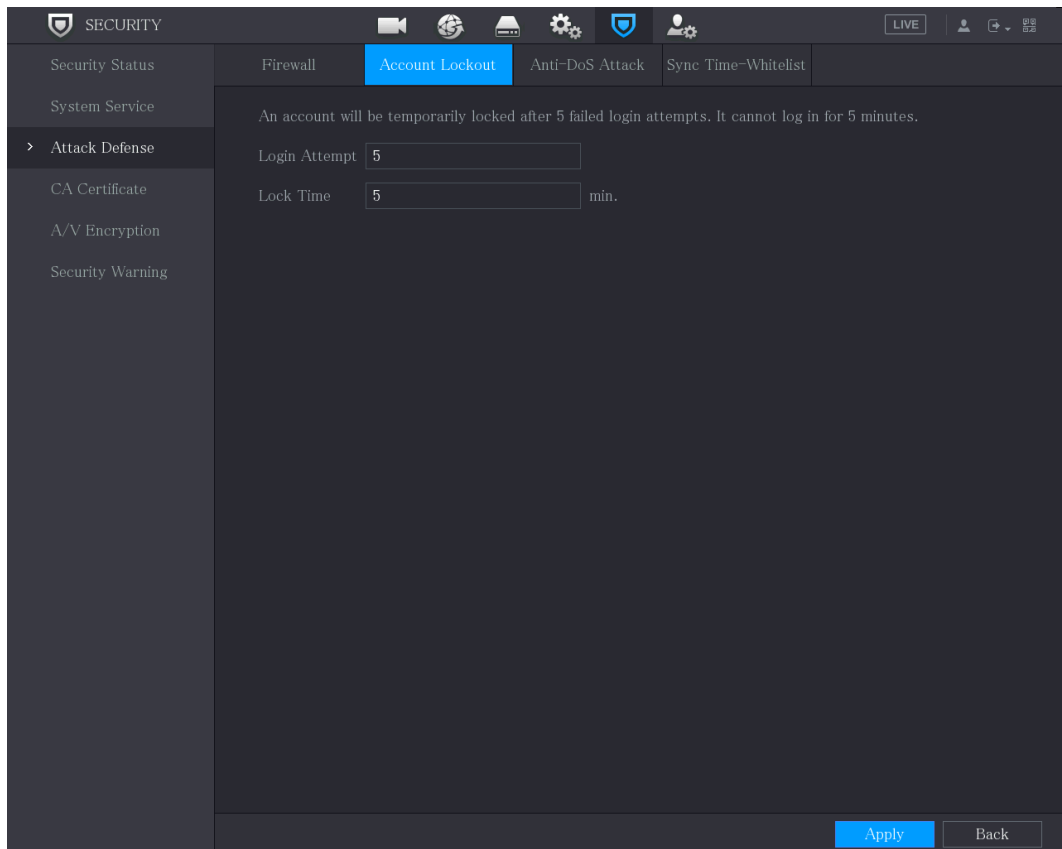 SECURITY
LIVE
Security Status
System Service
Attack Defense
CA Certificate
A/V Encryption
Security Warning
Firewall
Account Lockout
Anti-DoS Attack
Sync Time-Whitelist
An account will be temporarily locked after 5 failed login attempts. It cannot log in for 5 minutes.
Login Attempt 5
Lock Time 5 min.
Apply
Back